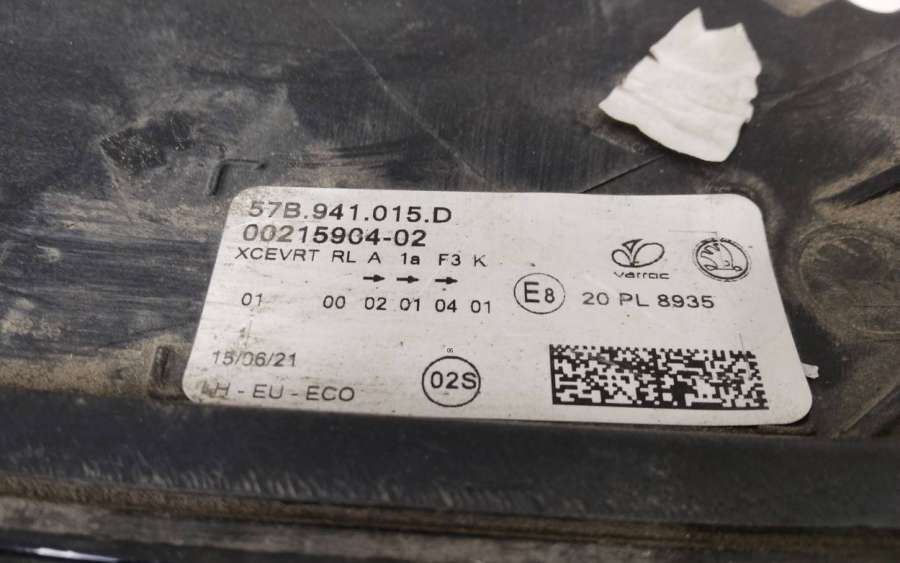 57B.941.015.D
00215904-02
XCEVRT RL A 1a F3 K
→ → →
01 00 02 01 04 01
E8 20 PL 8935
varroc
15/06/21
06
02S
LH - EU - ECO